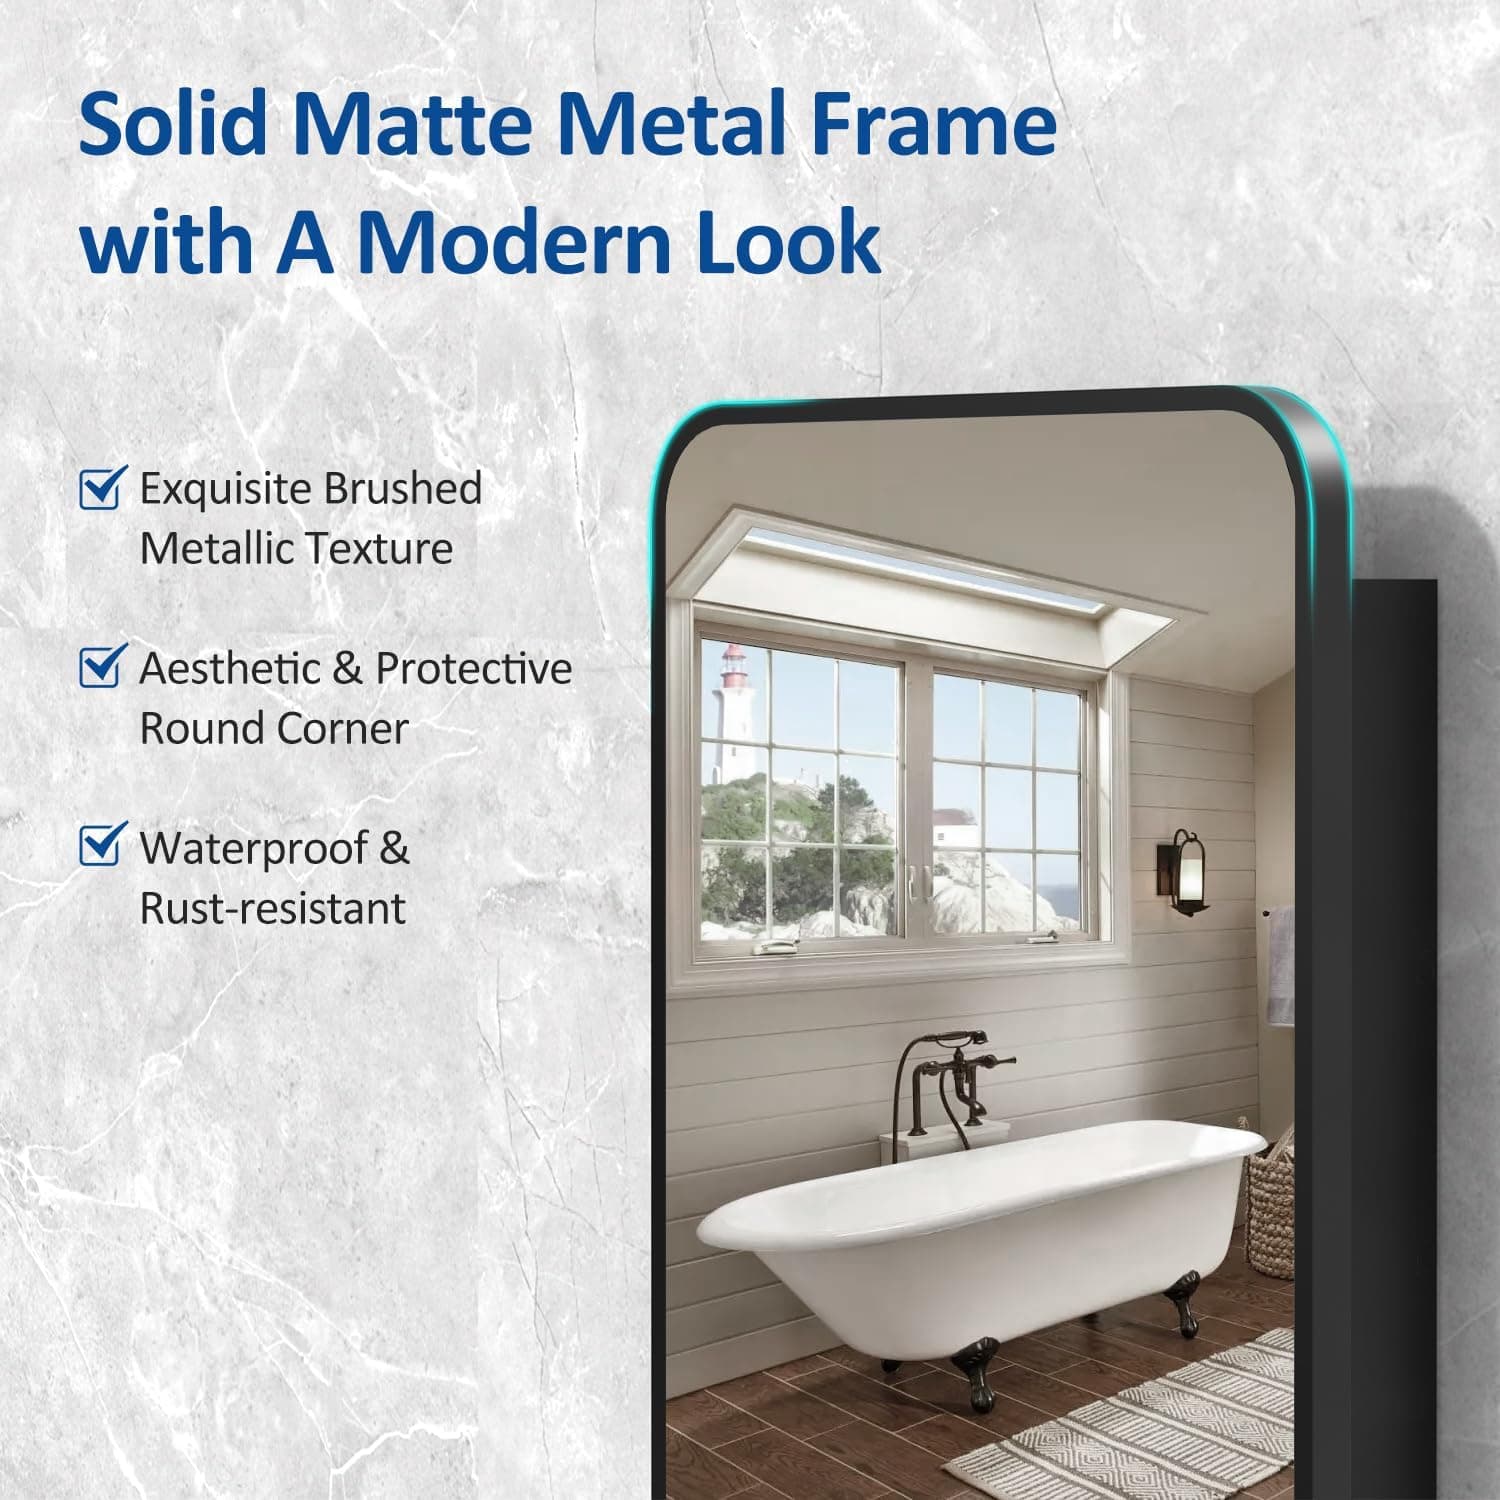 Solid Matte Metal Frame
with A Modern Look
Exquisite Brushed
Metallic Texture
Aesthetic & Protective
Round Corner
Waterproof &
Rust-resistant